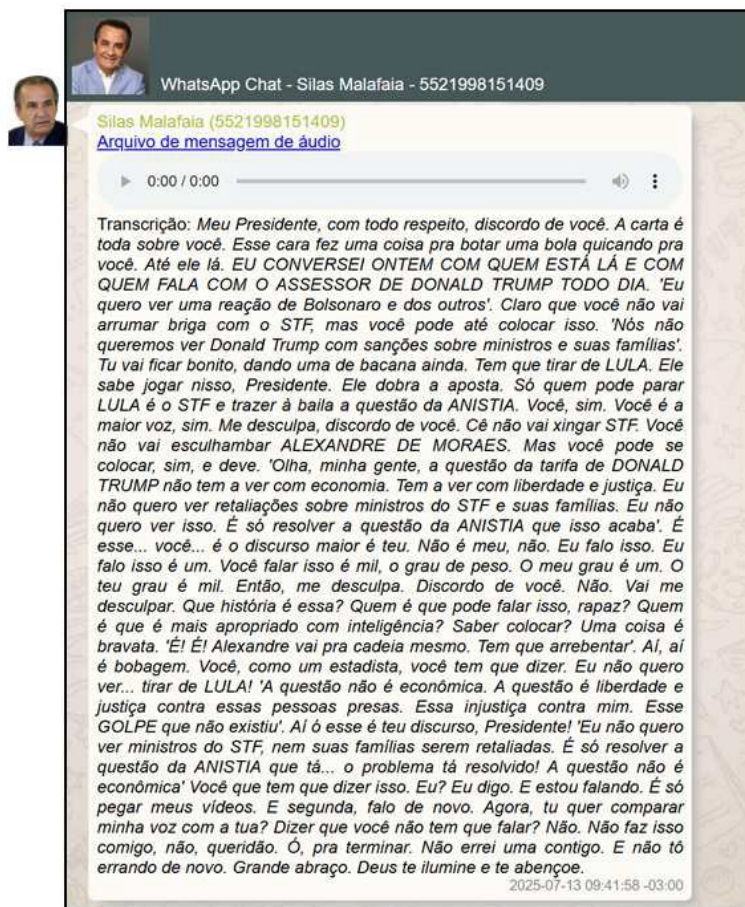 WhatsApp Chat - Silas Malafaia - 5521998151409
Silas Malafaia (5521998151409)
Arquivo de mensagem de áudio
0:00 / 0:00
Transcrição: Meu Presidente, com todo respeito, discordo de você. A carta é
toda sobre você. Esse cara fez uma coisa pra botar uma bola quicando pra
você. Até ele lá. EU CONVERSEI ONTEM COM QUEM ESTÁ LÁ E COM
QUEM FALA COM O ASSESSOR DE DONALD TRUMP TODO DIA. 'Eu
quero ver uma reação de Bolsonaro e dos outros'. Claro que você não vai
arrumar briga com o STF, mas você pode até colocar isso. 'Nós não
queremos ver Donald Trump com sanções sobre ministros e suas famílias'.
Tu vai ficar bonito, dando uma de bacana ainda. Tem que tirar de LULA. Ele
sabe jogar nisso, Presidente. Ele dobra a aposta. Só quem pode parar
LULA é o STF e trazer à baila a questão da ANISTIA. Você, sim. Você é a
maior voz, sim. Me desculpa, discordo de você. Cê não vai xingar STF. Você
não vai esculhambar ALEXANDRE DE MORAES. Mas você pode se
colocar, sim, e deve. 'Olha, minha gente, a questão da tarifa de DONALD
TRUMP não tem a ver com economia. Tem a ver com liberdade e justiça. Eu
não quero ver retaliações sobre ministros do STF e suas famílias. Eu não
quero ver isso. É só resolver a questão da ANISTIA que isso acaba'. É
esse... você... é o discurso maior é teu. Não é meu, não. Eu falo isso. Eu
falo isso é um. Você falar isso é mil, o grau de peso. O meu grau é um. O
teu grau é mil. Então, me desculpa. Discordo de você. Não. Vai me
desculpar. Que história é essa? Quem é que pode falar isso, rapaz? Quem
é que é mais apropriado com inteligência? Saber colocar? Uma coisa é
bravata. 'É! É! Alexandre vai pra cadeia mesmo. Tem que arrebentar'. Aí, aí
é bobagem. Você, como um estadista, você tem que dizer. Eu não quero
ver... tirar de LULA! 'A questão não é econômica. A questão é liberdade e
justiça contra essas pessoas presas. Essa injustiça contra mim. Esse
GOLPE que não existiu'. Aí ó esse é teu discurso, Presidente! 'Eu não quero
ver ministros do STF, nem suas famílias serem retaliadas. É só resolver a
questão da ANISTIA que tá... o problema tá resolvido! A questão não é
econômica' Você que tem que dizer isso. Eu? Eu digo. E estou falando. É só
pegar meus vídeos. E segunda, falo de novo. Agora, tu quer comparar
minha voz com a tua? Dizer que você não tem que falar? Não. Não faz isso
comigo, não, queridão. Ó, pra terminar. Não errei uma contigo. E não tô
errando de novo. Grande abraço. Deus te ilumine e te abençoe.
2025-07-13 09:41:58 -03:00